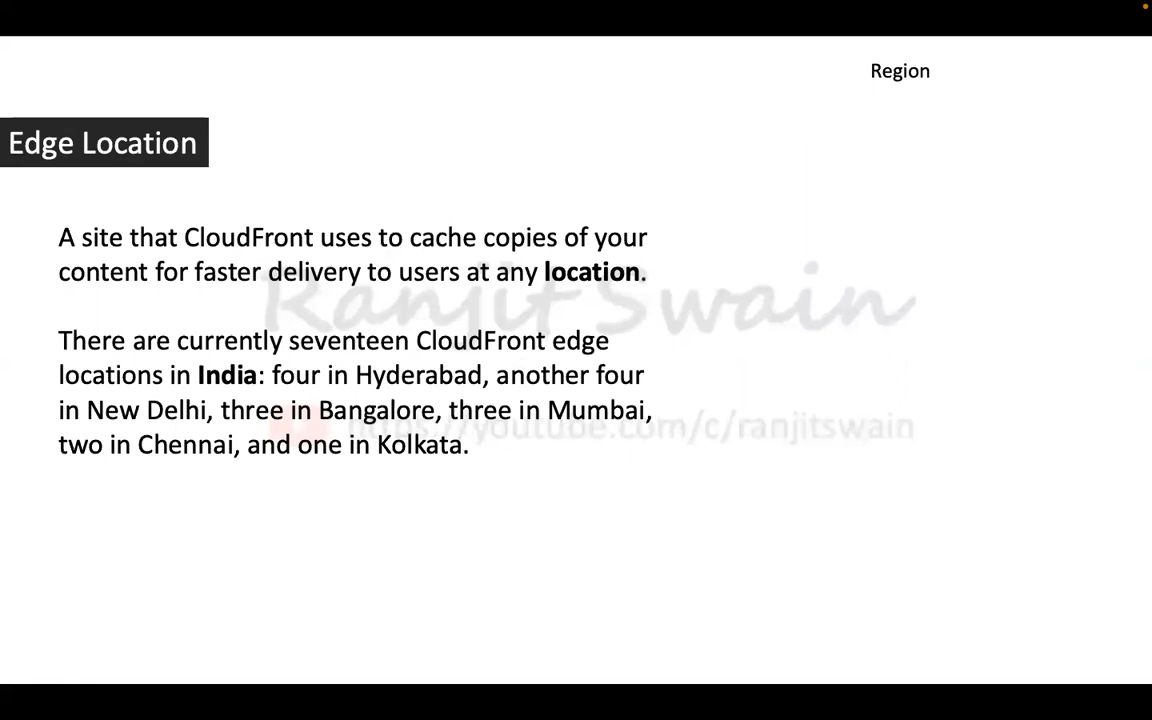 Region
Edge Location
A site that CloudFront uses to cache copies of your
content for faster delivery to users at any location.
Ranjit Swain
There are currently seventeen CloudFront edge
locations in India: four in Hyderabad, another four
in New Delhi, three in Bangalore, three in Mumbai,
https://youtube.com/c/ranjitswain
two in Chennai, and one in Kolkata.